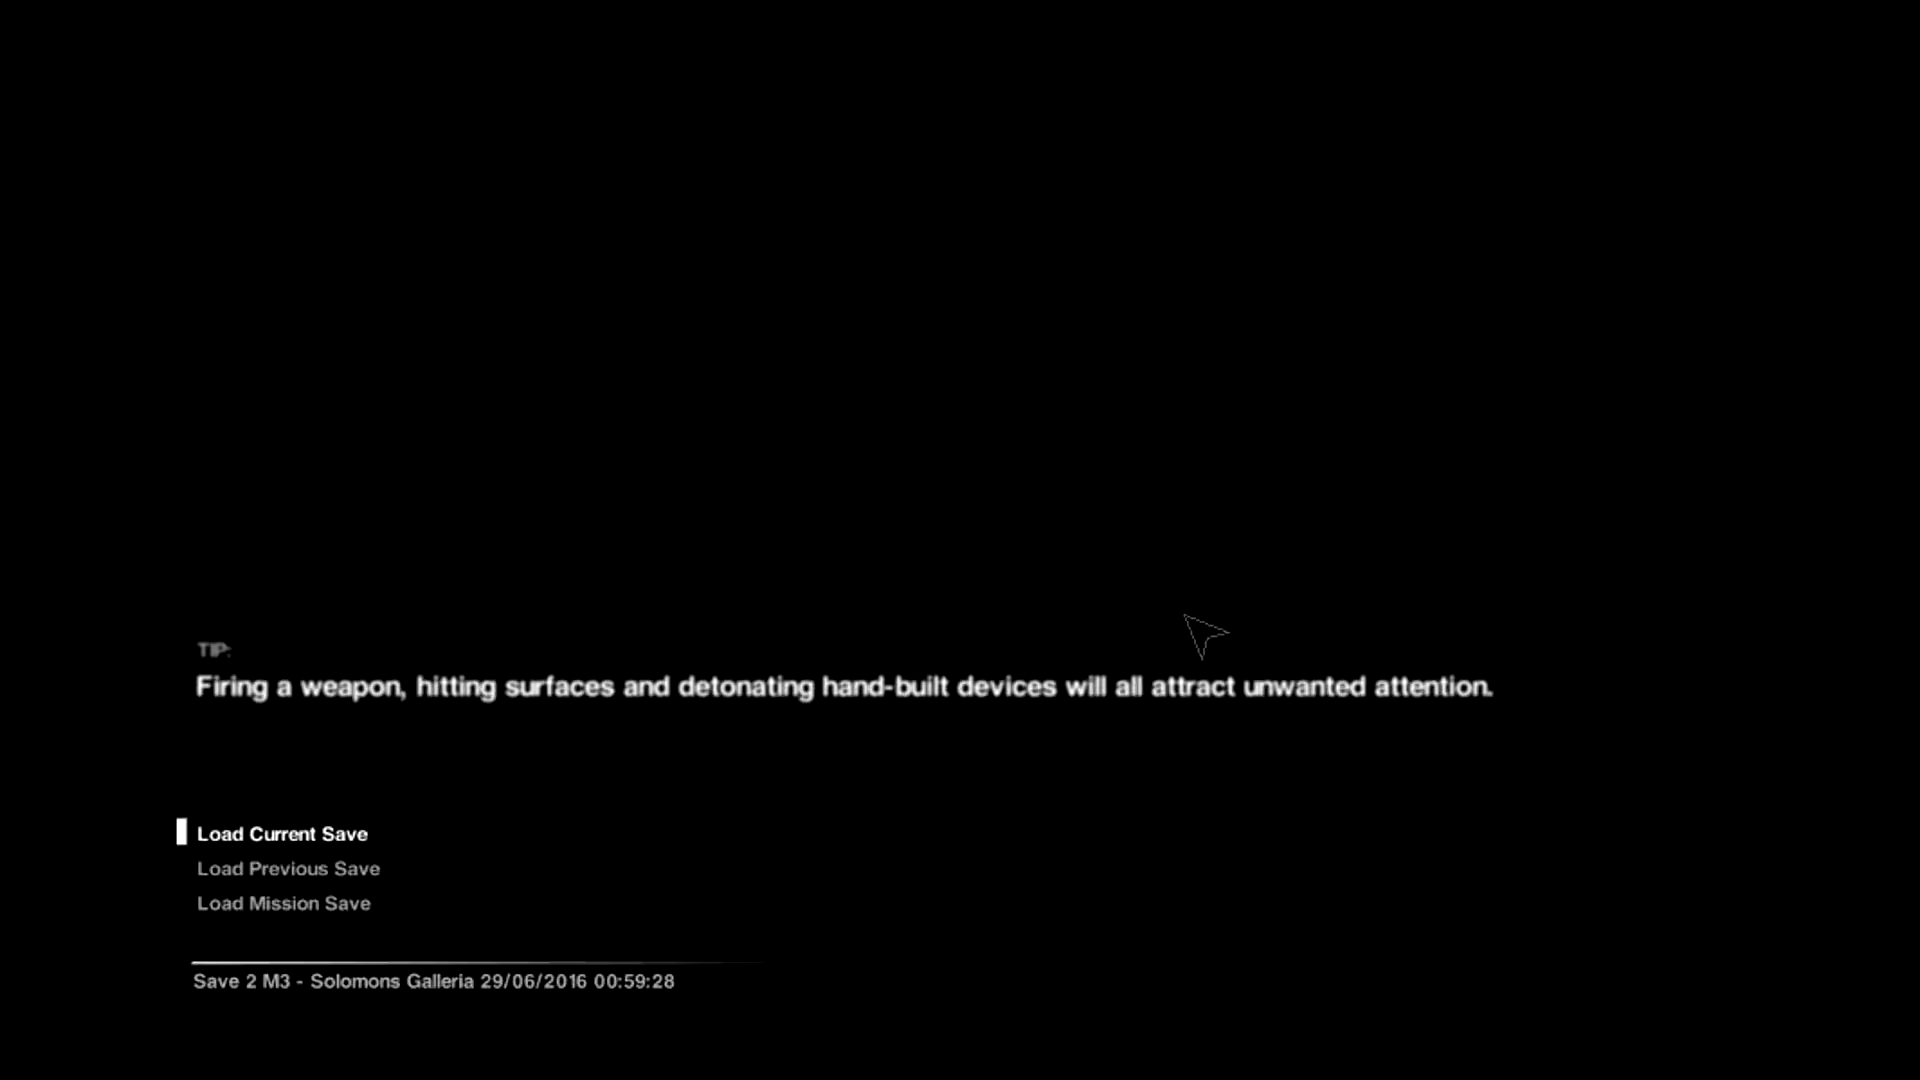 TIP:
Firing a weapon, hitting surfaces and detonating hand-built devices will all attract unwanted attention.
Load Current Save
Load Previous Save
Load Mission Save
Save 2 M3 - Solomons Galleria 29/06/2016 00:59:28